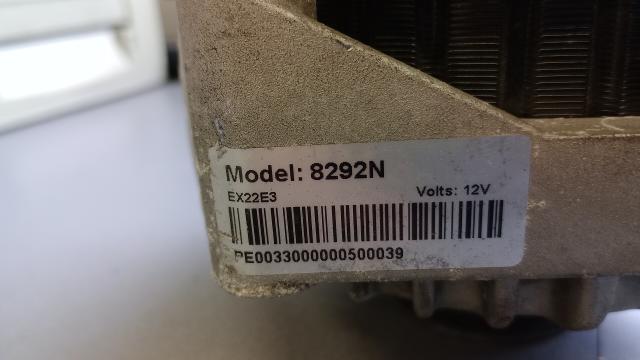 Model: 8292N
EX22E3 Volts: 12V
PE0033000000500039